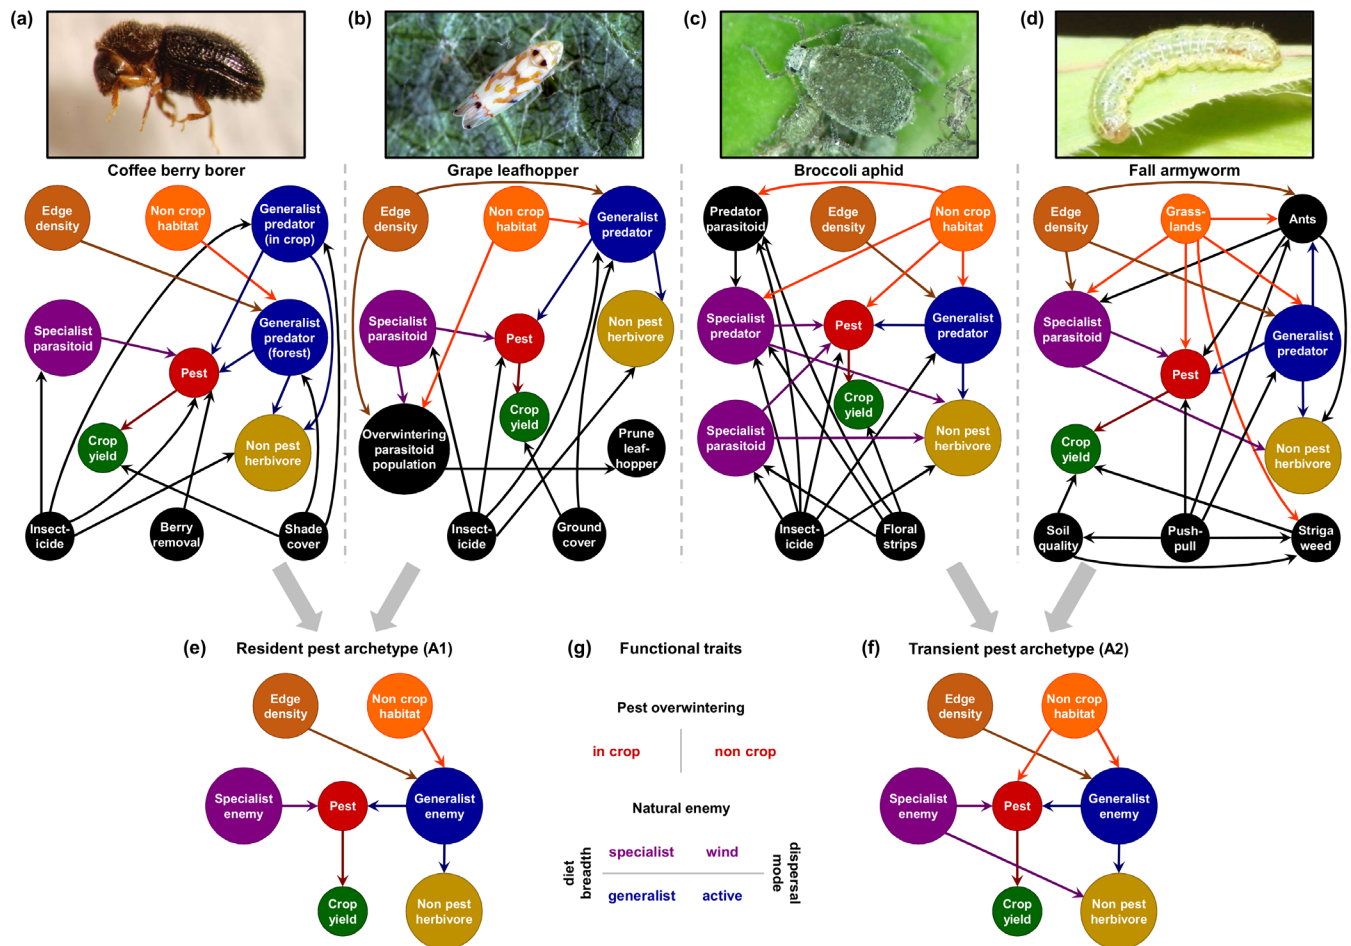 (a)
(b)
(c)
(d)
Coffee berry borer
Grape leafhopper
Broccoli aphid
Fall armyworm
Edge
density
Non crop
habitat
Generalist
predator
(in crop)
Specialist
parasitoid
Generalist
predator
(forest)
Pest
Crop
yield
Non pest
herbivore
Insect-
icide
Berry
removal
Shade
cover
Edge
density
Non crop
habitat
Generalist
predator
Specialist
parasitoid
Pest
Non pest
herbivore
Crop
yield
Overwintering
parasitoid
population
Prune
leaf-
hopper
Insect-
icide
Ground
cover
Predator
parasitoid
Edge
density
Non crop
habitat
Specialist
predator
Pest
Generalist
predator
Crop
yield
Specialist
parasitoid
Non pest
herbivore
Insect-
icide
Floral
strips
Edge
density
Grass-
lands
Ants
Specialist
parasitoid
Generalist
predator
Pest
Crop
yield
Non pest
herbivore
Soil
quality
Push-
pull
Striga
weed
(e)
Resident pest archetype (A1)
Edge
density
Non crop
habitat
Specialist
enemy
Pest
Generalist
enemy
Crop
yield
Non pest
herbivore
(g)
Functional traits
Pest overwintering
in crop
non crop
Natural enemy
diet
breadth
specialist
wind
generalist
active
dispersal
mode
(f)
Transient pest archetype (A2)
Edge
density
Non crop
habitat
Specialist
enemy
Pest
Generalist
enemy
Crop
yield
Non pest
herbivore